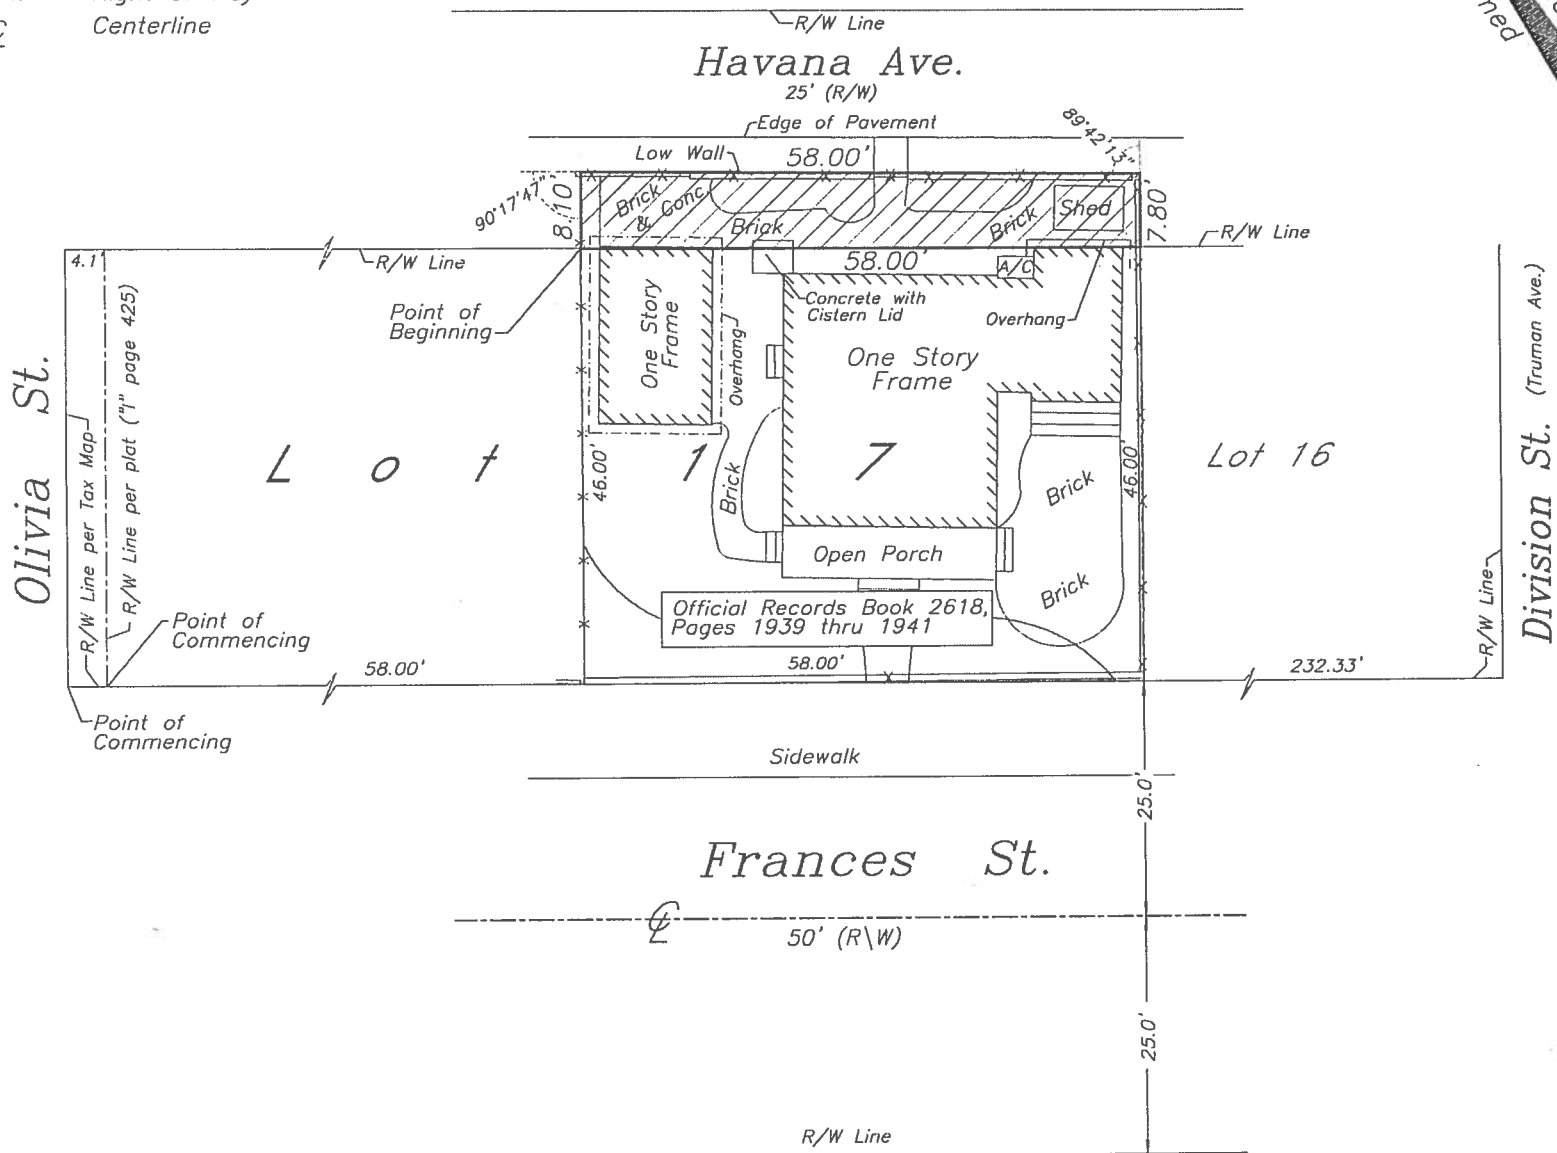 Centerline
R/W Line
Havana Ave.
25' (R/W)
Edge of Pavement
Low Wall
58.00'
89°42'13"
90°17'47"
8.10'
7.80'
Brick
& Conc.
Brick
Brick
Shed
R/W Line
R/W Line
4.1'
58.00'
A/C
Point of
Beginning
Concrete with
Cistern Lid
Overhang
One Story
Frame
Overhang
One Story
Frame
Olivia St.
R/W Line per Tax Map
R/W Line per plat ("1" page 425)
Lot 17
Lot 16
46.00'
46.00'
Brick
Brick
Brick
Open Porch
Official Records Book 2618,
Pages 1939 thru 1941
Point of
Commencing
58.00'
58.00'
232.33'
R/W Line
Division St. (Truman Ave.)
Point of
Commencing
Sidewalk
25.0'
Frances St.
℄
50' (R\W)
25.0'
R/W Line